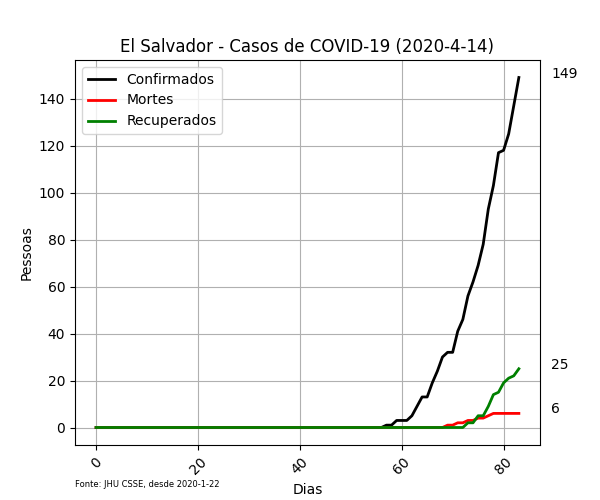 El Salvador - Casos de COVID-19 (2020-4-14)
Confirmados
Mortes
Recuperados
149
25
6
140
120
100
80
60
40
20
0
Pessoas
0 20 40 60 80
Dias
Fonte: JHU CSSE, desde 2020-1-22